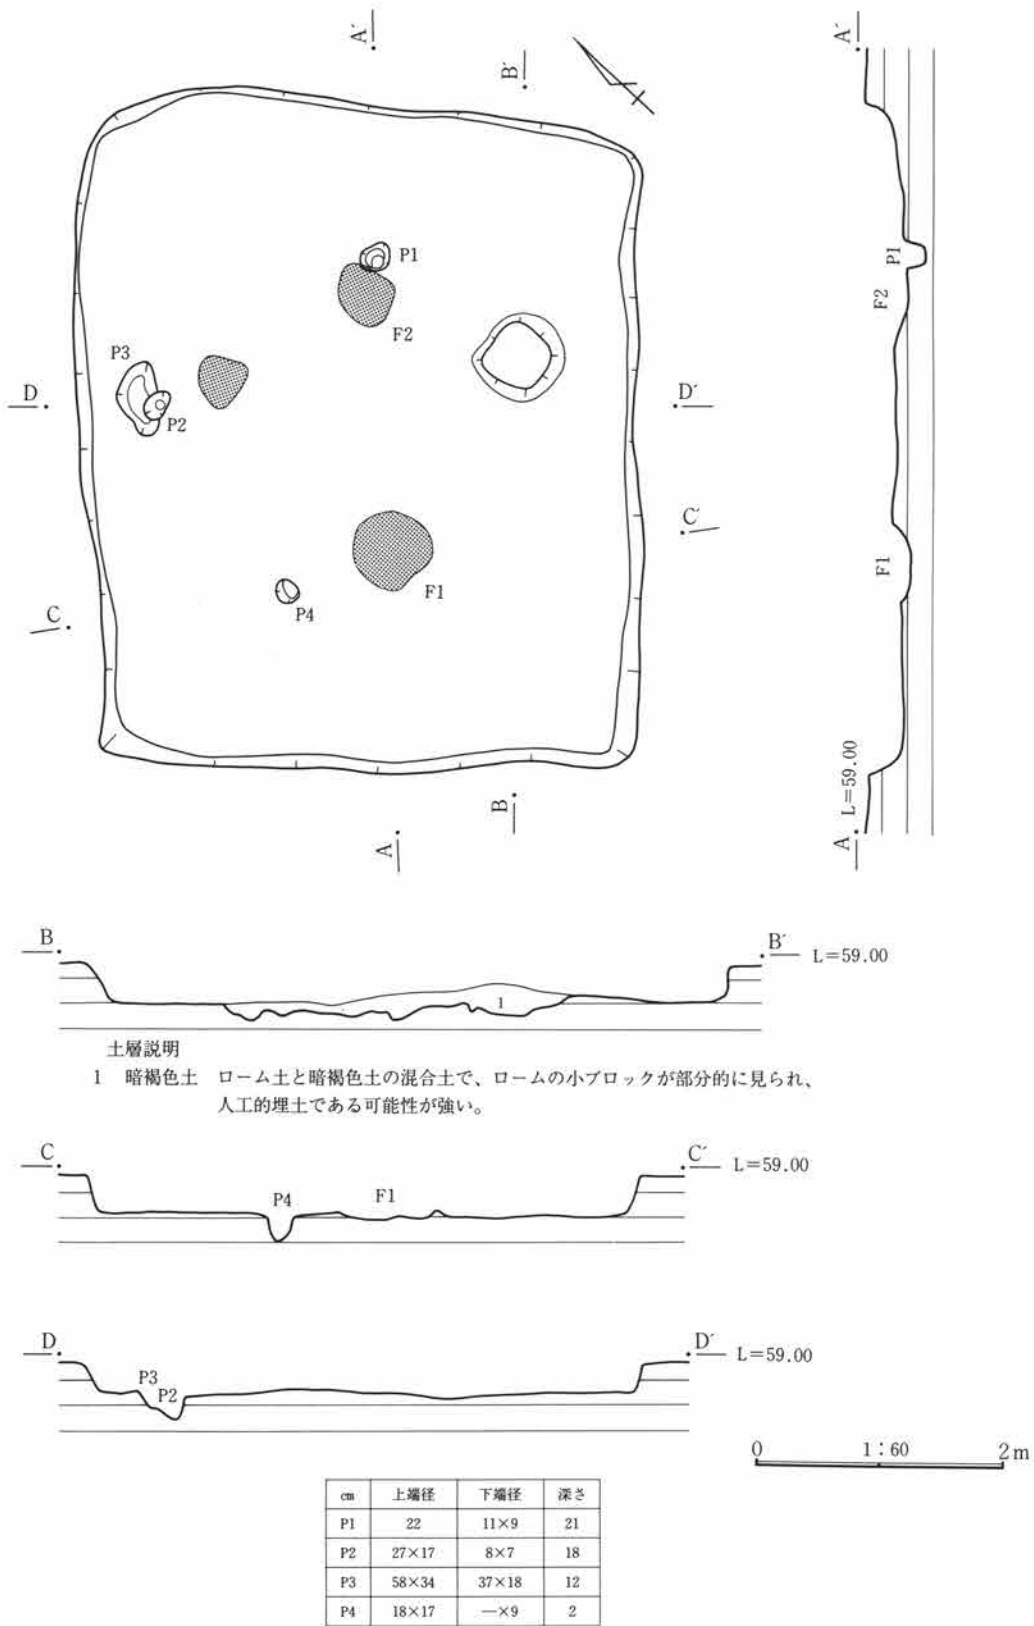 A´
B´
A´
P1
F2
P3
P2
D
D´
C´
C
P4
F1
B
A
P1
F2
F1
L=59.00
A
B
B´
L=59.00
1
土層説明
1 暗褐色土 ローム土と暗褐色土の混合土で、ロームの小ブロックが部分的に見られ、
人工的埋土である可能性が強い。
C
C´
L=59.00
P4
F1
D
D´
L=59.00
P3
P2
0 1:60 2m
cm 上端径 下端径 深さ
P1 22 11×9 21
P2 27×17 8×7 18
P3 58×34 37×18 12
P4 18×17 —×9 2